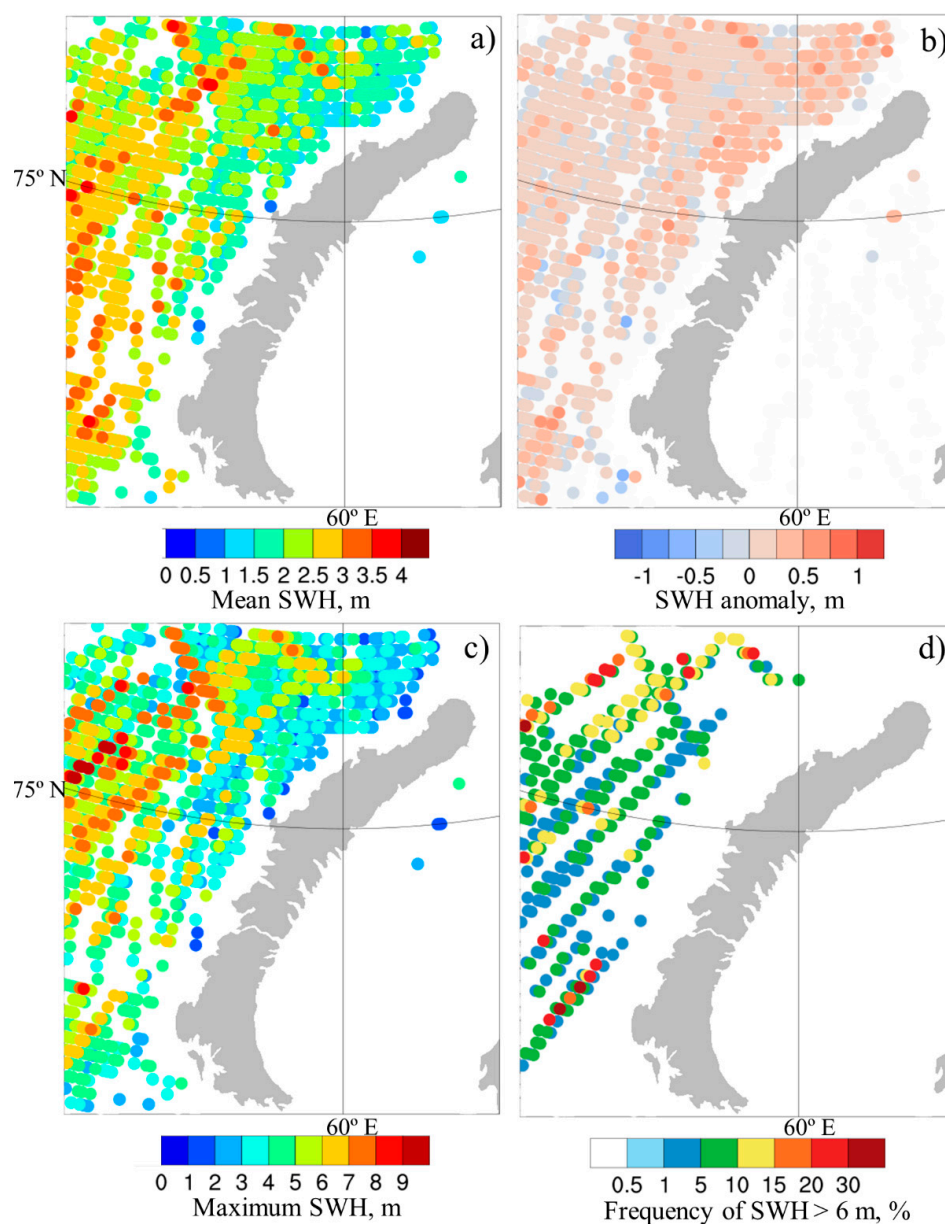 a)
b)
75º N
60º E
60º E
0 0.5 1 1.5 2 2.5 3 3.5 4
-1 -0.5 0 0.5 1
Mean SWH, m
SWH anomaly, m
c)
d)
75º N
60º E
60º E
0 1 2 3 4 5 6 7 8 9
0.5 1 5 10 15 20 30
Maximum SWH, m
Frequency of SWH > 6 m, %